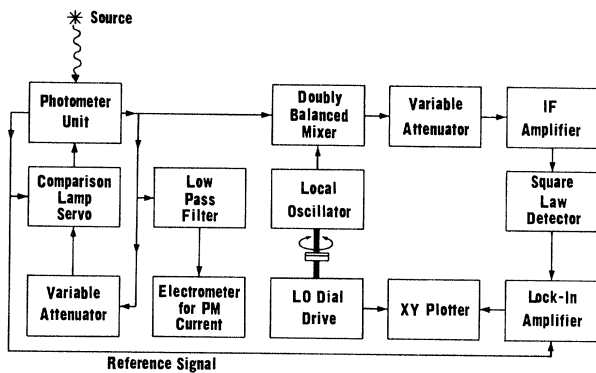 Source
Photometer
Unit
Doubly
Balanced
Mixer
Variable
Attenuator
IF
Amplifier
Comparison
Lamp
Servo
Low
Pass
Filter
Local
Oscillator
Square
Law
Detector
Variable
Attenuator
Electrometer
for PM
Current
LO Dial
Drive
XY Plotter
Lock-In
Amplifier
Reference Signal